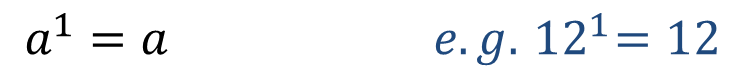 a¹ = a e.g. 12¹= 12